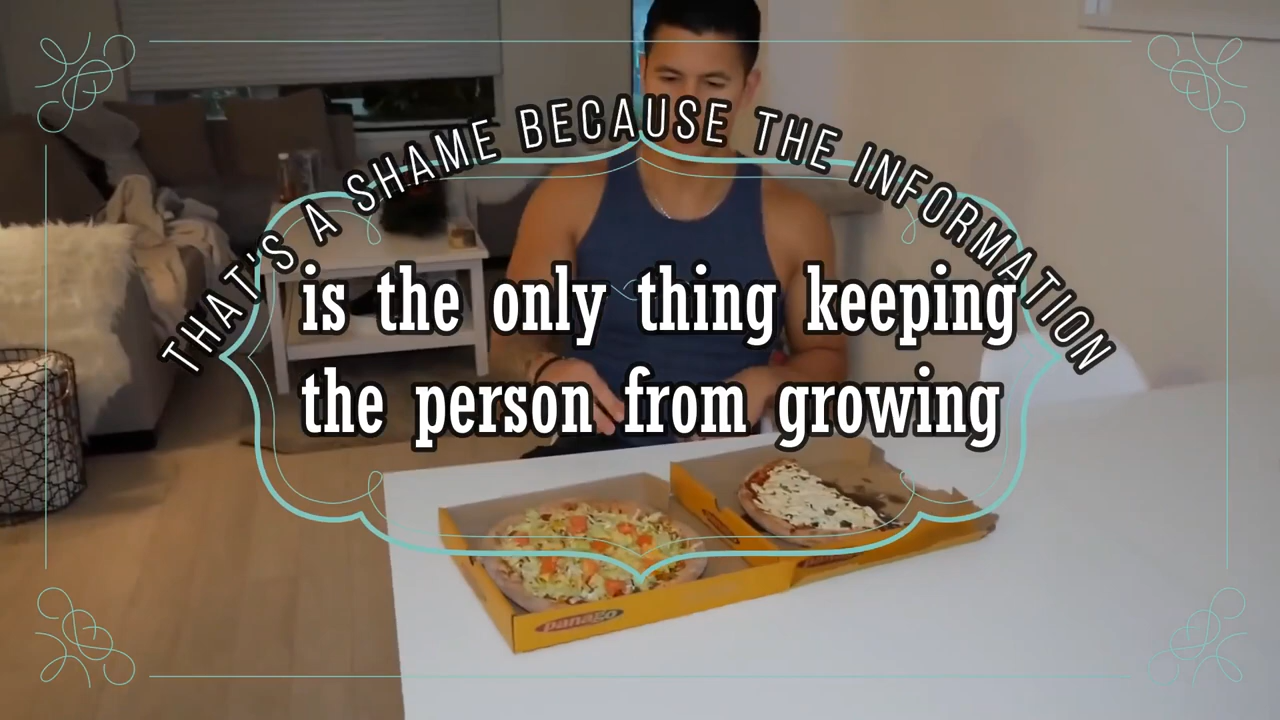 THAT'S A SHAME BECAUSE THE INFORMATION
is the only thing keeping
the person from growing
panago